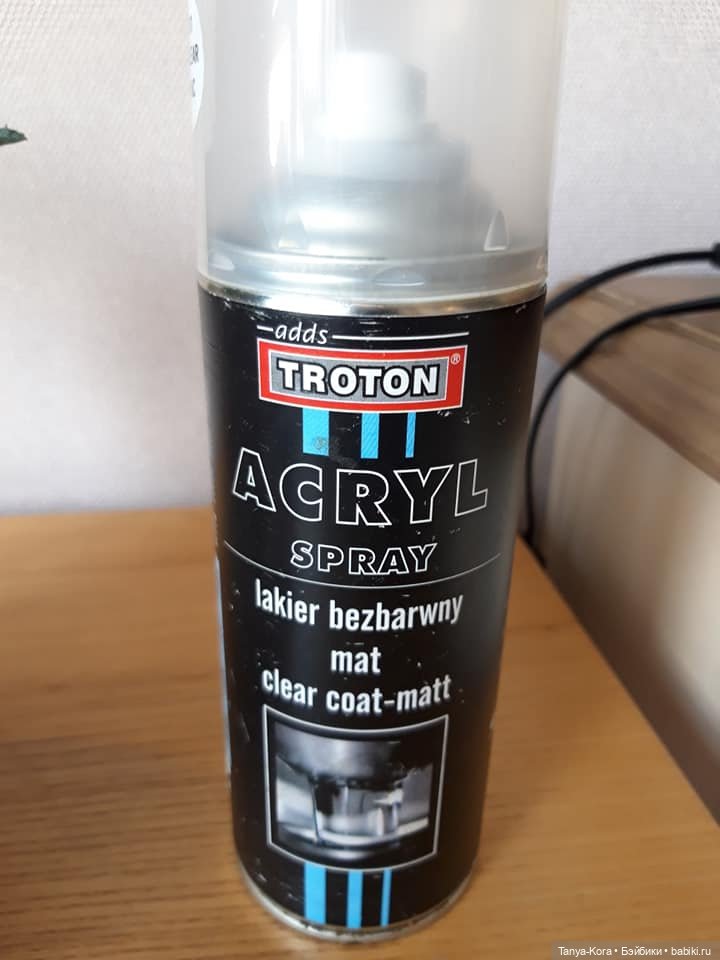 adds
TROTON®
ACRYL
SPRAY
lakier bezbarwny
mat
clear coat-matt
Tanya-Kora • Бэйбики • babiki.ru